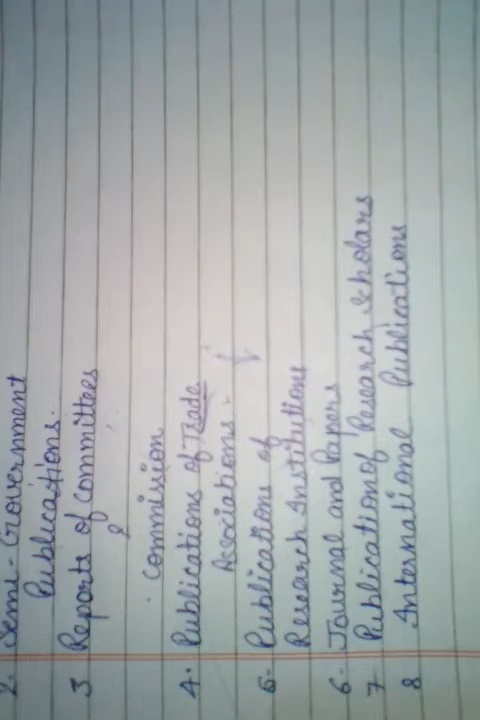 2. Semi-Government
Publications.
3 Reports of committees
&
Commission
4. Publications of Trade
Associations.
5. Publications of
Research Institutions
6. Journal and Papers
7 Publication of Research Scholars
8 International Publications